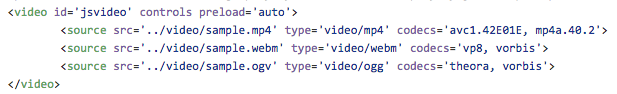 <video id='jsvideo' controls preload='auto'>
<source src='../video/sample.mp4' type='video/mp4' codecs='avc1.42E01E, mp4a.40.2'>
<source src='../video/sample.webm' type='video/webm' codecs='vp8, vorbis'>
<source src='../video/sample.ogv' type='video/ogg' codecs='theora, vorbis'>
</video>